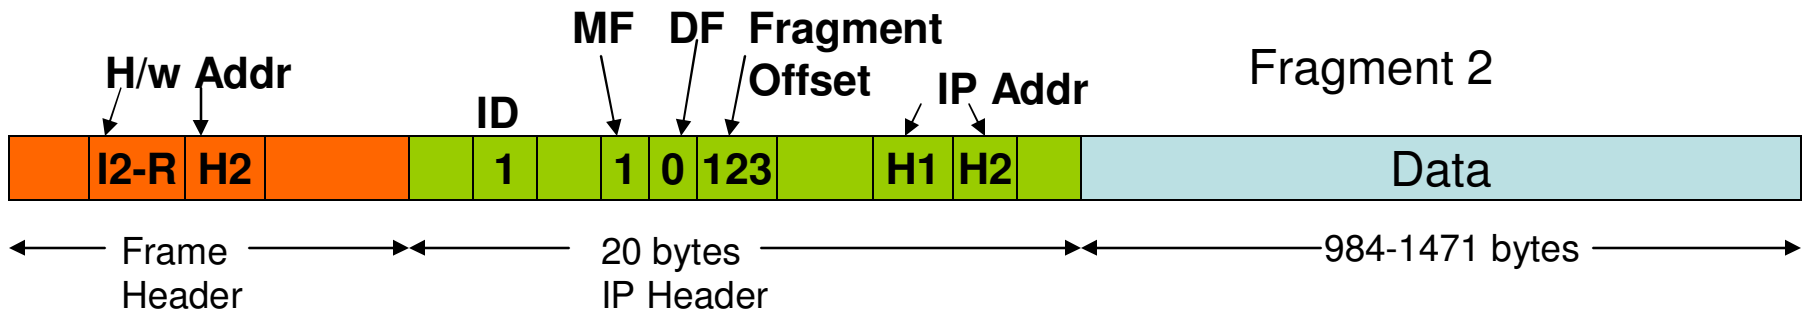 MF DF Fragment
Offset
H/w Addr
ID
IP Addr
Fragment 2
I2-R H2 1 1 0 123 H1 H2 Data
Frame
Header
20 bytes
IP Header
984-1471 bytes